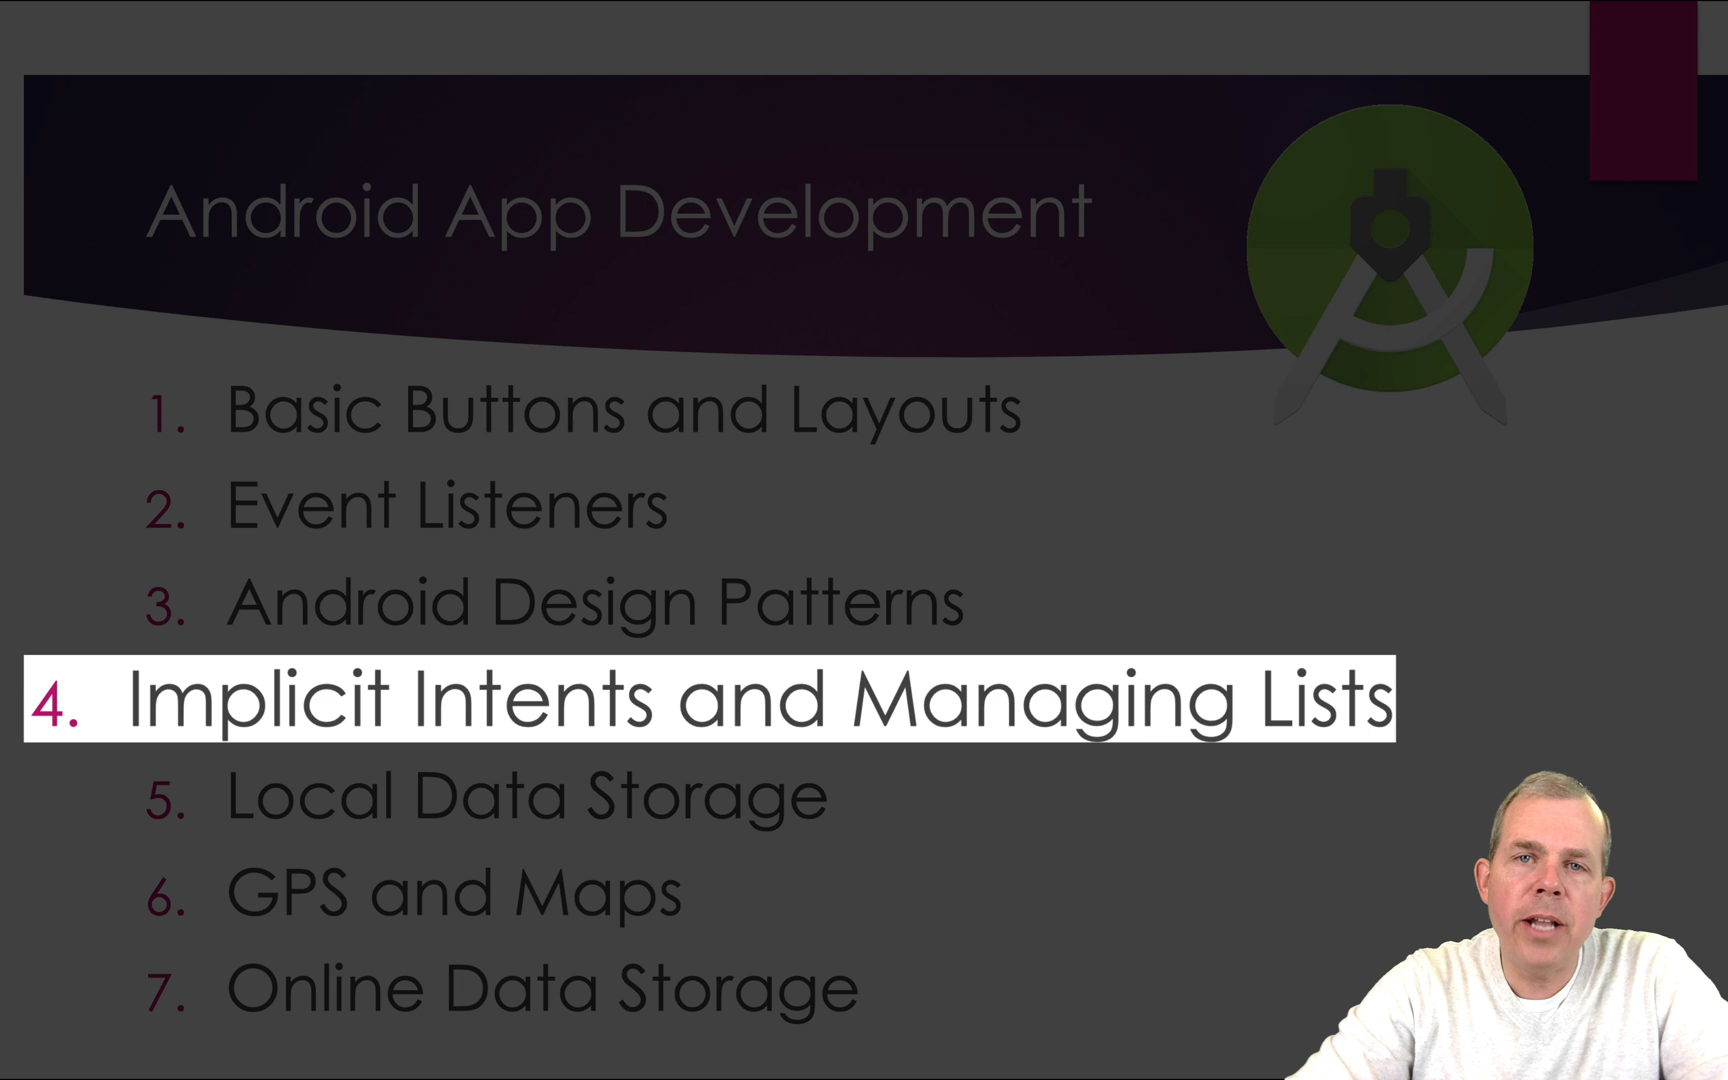 Android App Development
1. Basic Buttons and Layouts
2. Event Listeners
3. Android Design Patterns
4. Implicit Intents and Managing Lists
5. Local Data Storage
6. GPS and Maps
7. Online Data Storage